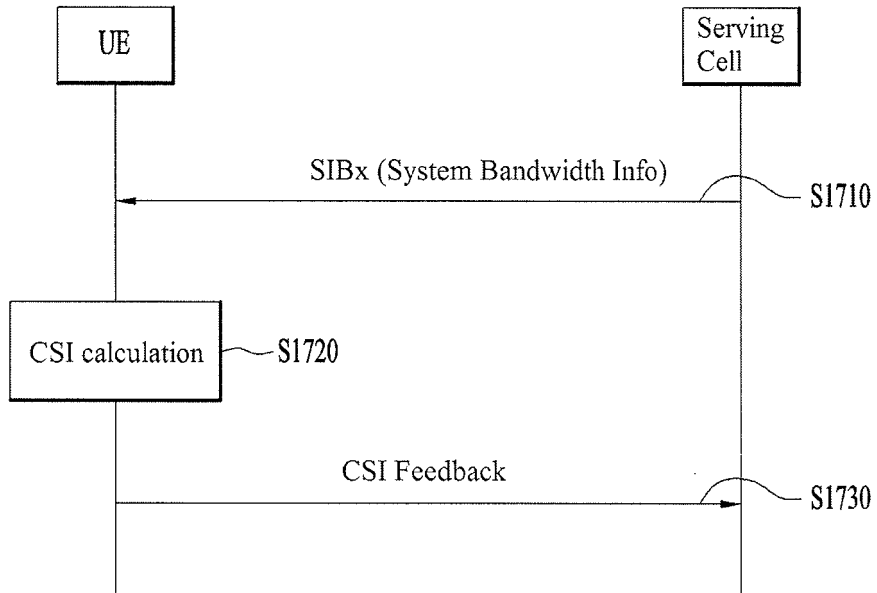 UE
Serving
Cell
SIBx (System Bandwidth Info)
S1710
CSI calculation
S1720
CSI Feedback
S1730